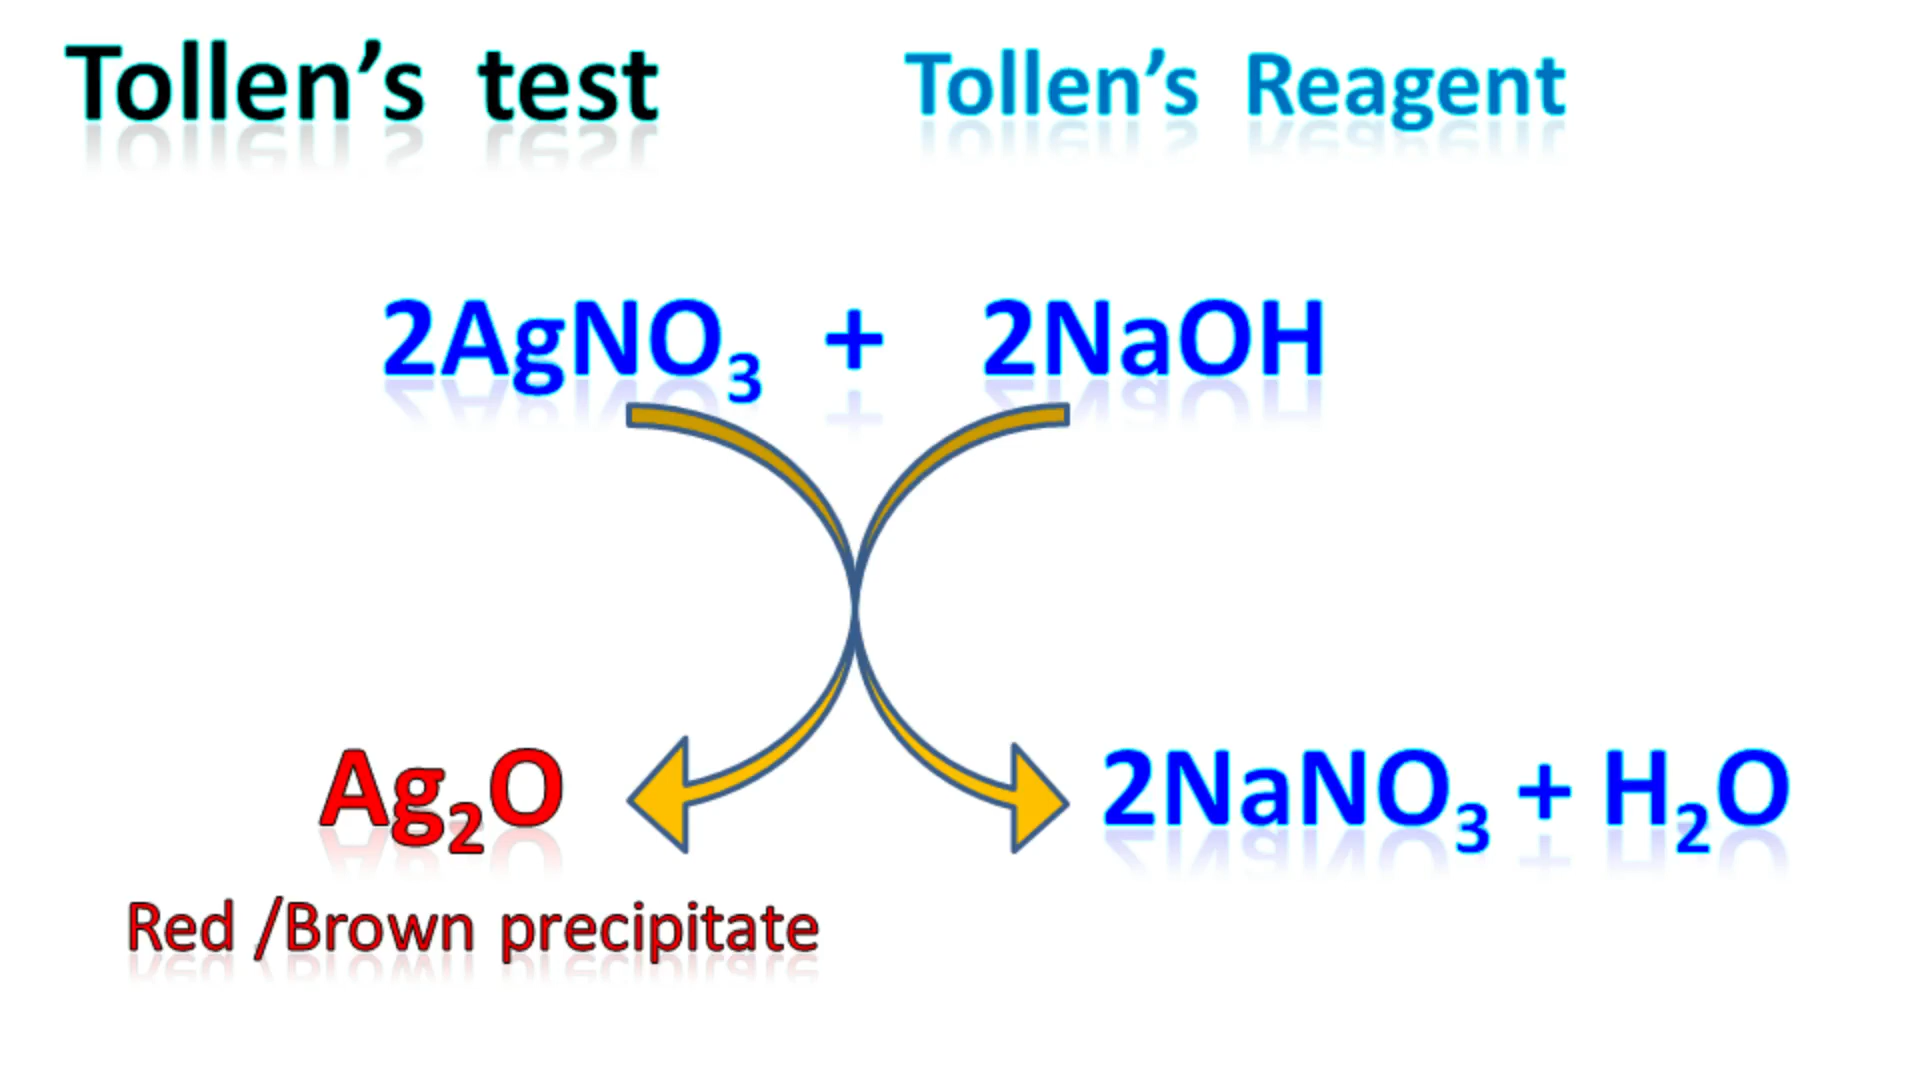 Tollen’s test
Tollen’s Reagent
2AgNO₃ + 2NaOH
Ag₂O
2NaNO₃ + H₂O
Red /Brown precipitate